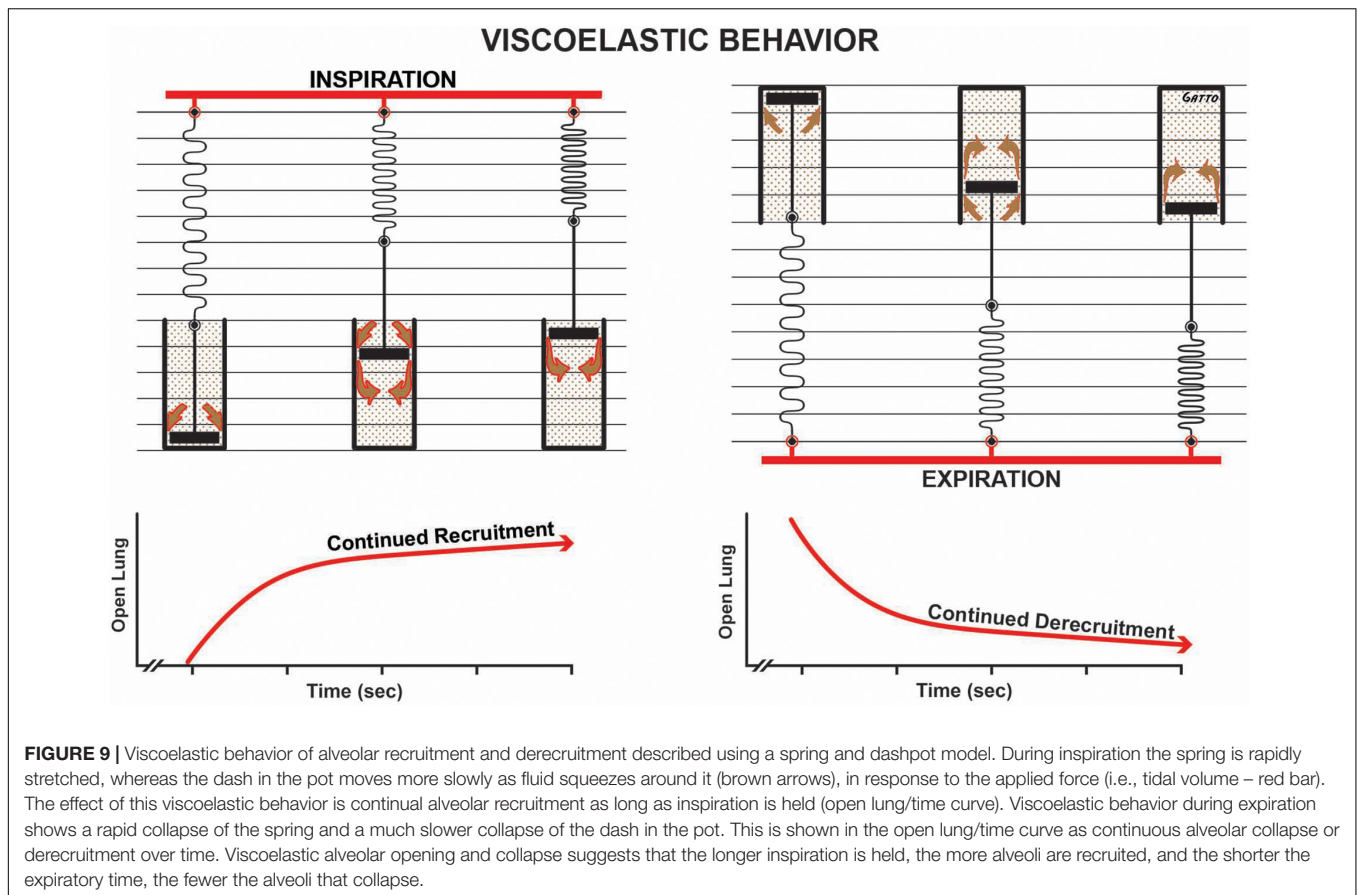 VISCOELASTIC BEHAVIOR
INSPIRATION
GATTO
EXPIRATION
Open Lung
Continued Recruitment
Time (sec)
Open Lung
Continued Derecruitment
Time (sec)
FIGURE 9 | Viscoelastic behavior of alveolar recruitment and derecruitment described using a spring and dashpot model. During inspiration the spring is rapidly
stretched, whereas the dash in the pot moves more slowly as fluid squeezes around it (brown arrows), in response to the applied force (i.e., tidal volume – red bar).
The effect of this viscoelastic behavior is continual alveolar recruitment as long as inspiration is held (open lung/time curve). Viscoelastic behavior during expiration
shows a rapid collapse of the spring and a much slower collapse of the dash in the pot. This is shown in the open lung/time curve as continuous alveolar collapse or
derecruitment over time. Viscoelastic alveolar opening and collapse suggests that the longer inspiration is held, the more alveoli are recruited, and the shorter the
expiratory time, the fewer the alveoli that collapse.